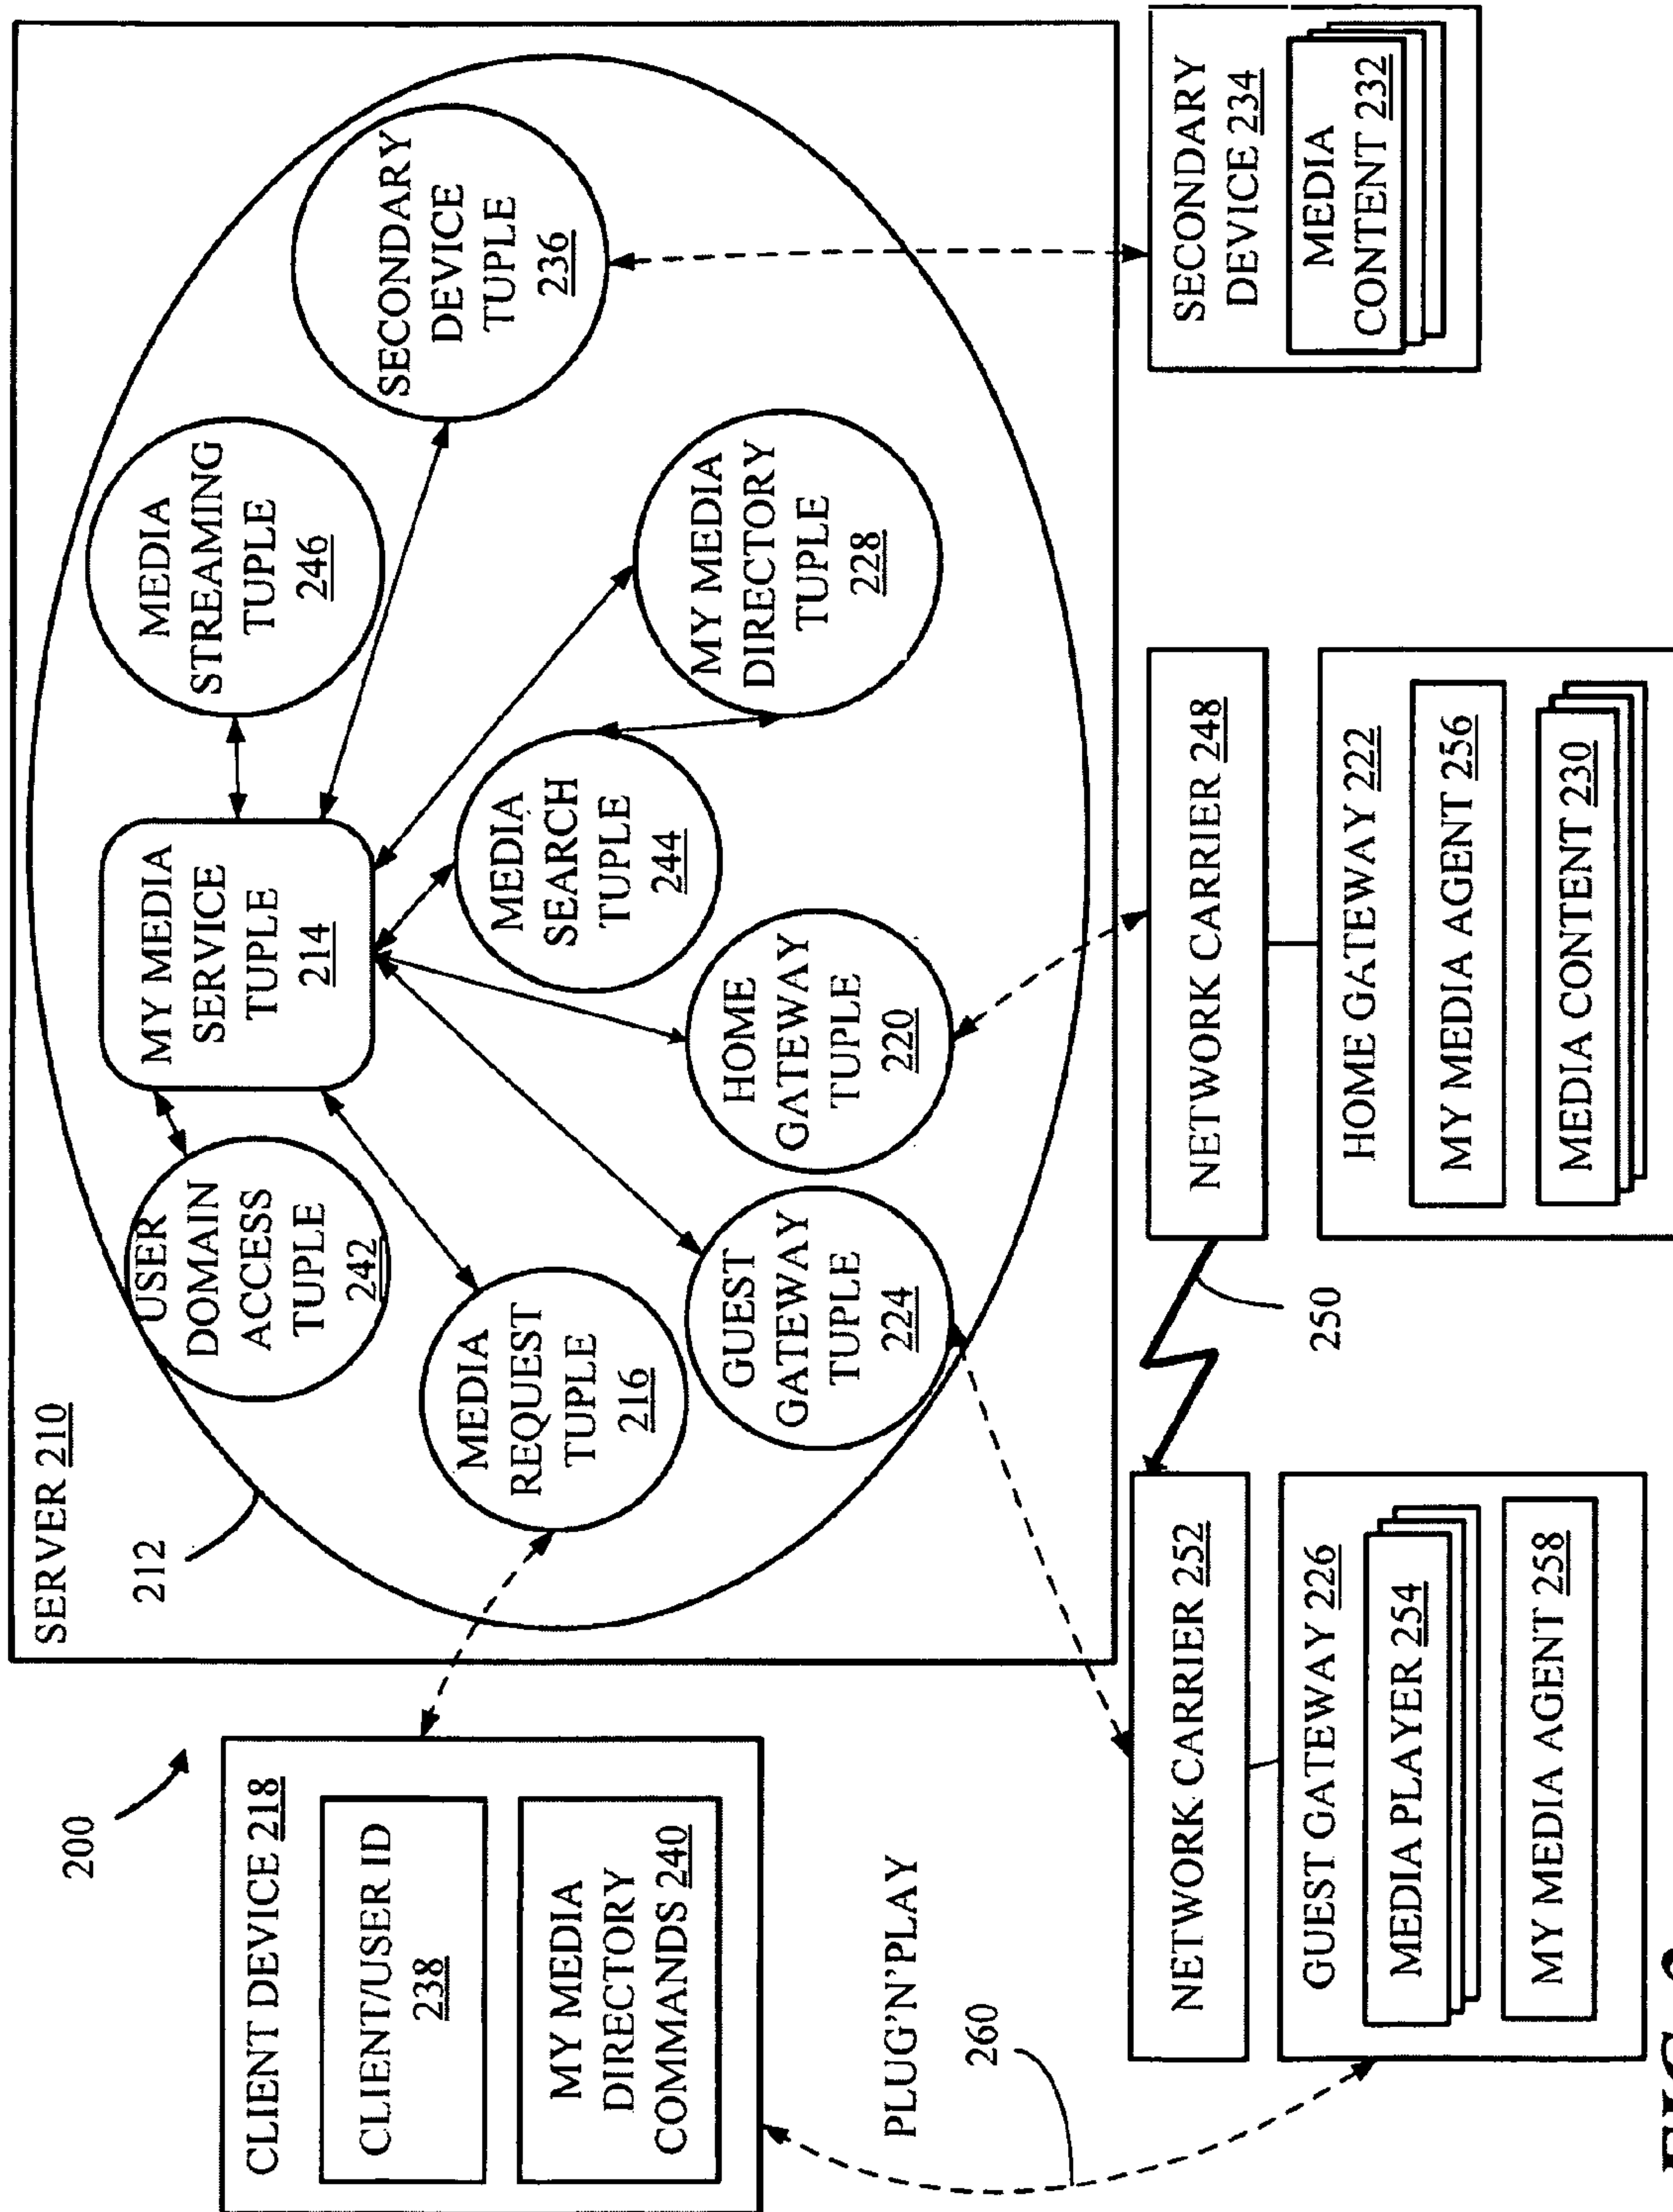 200
SERVER 210
212
CLIENT DEVICE 218
CLIENT/USER ID
238
MY MEDIA
DIRECTORY
COMMANDS 240
USER
DOMAIN
ACCESS
TUPLE
242
MY MEDIA
SERVICE
TUPLE
214
MEDIA
STREAMING
TUPLE
246
SECONDARY
DEVICE
TUPLE
236
MEDIA
REQUEST
TUPLE
216
MEDIA
SEARCH
TUPLE
244
MY MEDIA
DIRECTORY
TUPLE
228
GUEST
GATEWAY
TUPLE
224
HOME
GATEWAY
TUPLE
220
PLUG'N'PLAY
260
NETWORK CARRIER 252
GUEST GATEWAY 226
MEDIA PLAYER 254
MY MEDIA AGENT 258
250
NETWORK CARRIER 248
HOME GATEWAY 222
MY MEDIA AGENT 256
MEDIA CONTENT 230
SECONDARY
DEVICE 234
MEDIA
CONTENT 232
FIG.